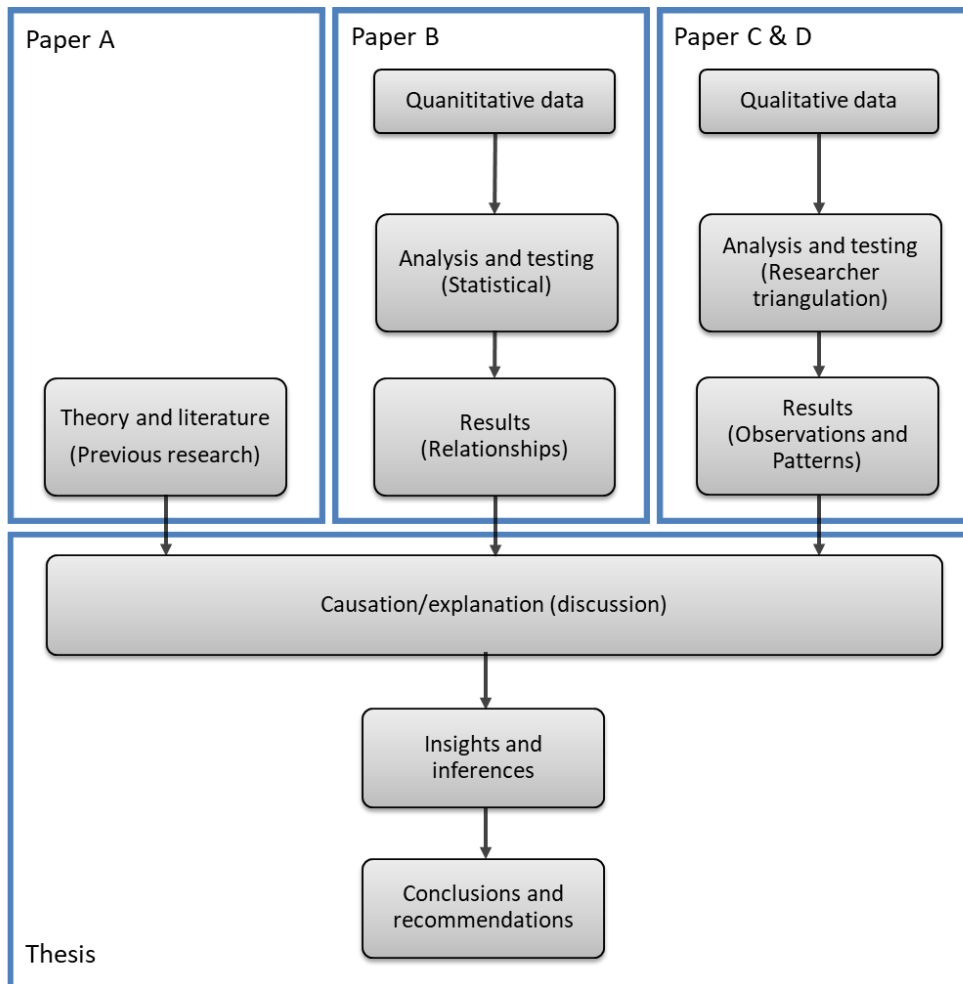 Paper A
Theory and literature
(Previous research)
Paper B
Quanititative data
Analysis and testing
(Statistical)
Results
(Relationships)
Paper C & D
Qualitative data
Analysis and testing
(Researcher
triangulation)
Results
(Observations and
Patterns)
Causation/explanation (discussion)
Insights and
inferences
Conclusions and
recommendations
Thesis